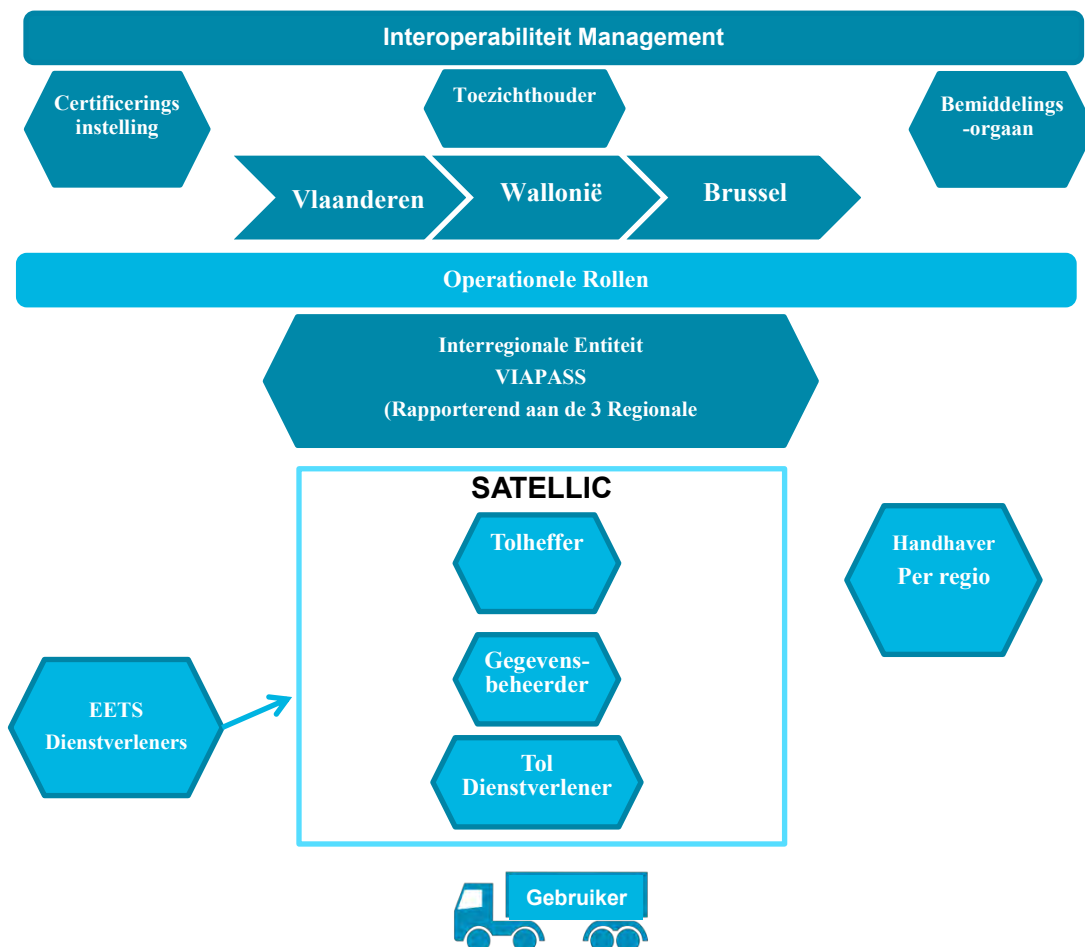 Interoperabiliteit Management
Certificerings
instelling
Toezichthouder
Bemiddelings
-orgaan
Vlaanderen
Wallonië
Brussel
Operationele Rollen
Interregionale Entiteit
VIAPASS
(Rapporterend aan de 3 Regionale
SATELLIC
Tolheffer
Handhaver
Per regio
Gegevens-
beheerder
EETS
Dienstverleners
Tol
Dienstverlener
Gebruiker